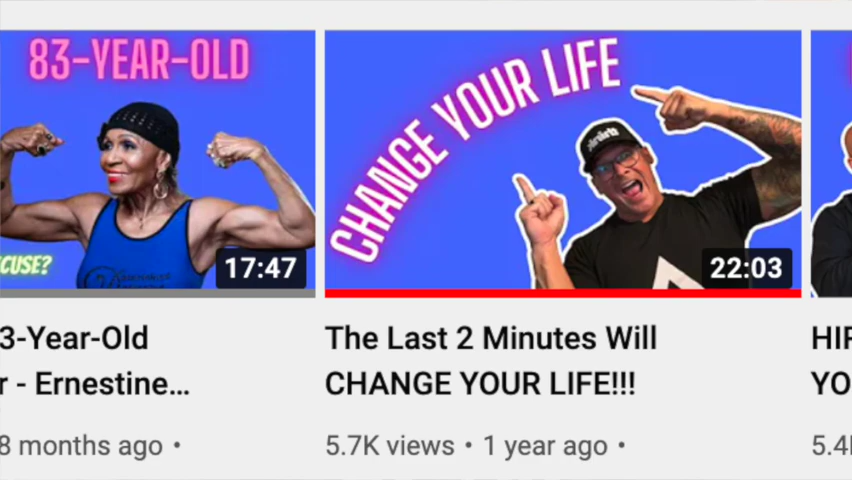 83-YEAR-OLD
CUSE?
17:47
3-Year-Old
r - Ernestine...
8 months ago •
CHANGE YOUR LIFE
22:03
The Last 2 Minutes Will
CHANGE YOUR LIFE!!!
5.7K views • 1 year ago •
HIP
YO
5.4